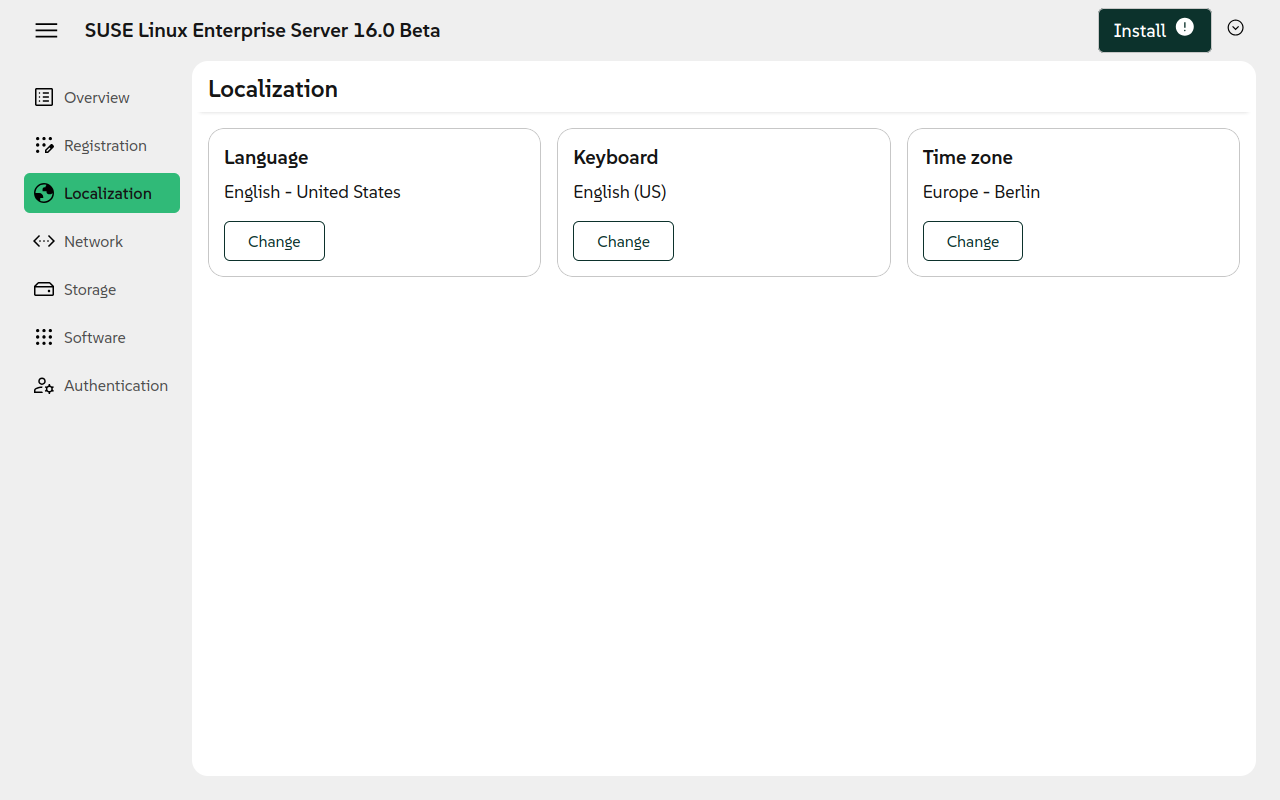 SUSE Linux Enterprise Server 16.0 Beta
Install
Overview
Registration
Localization
Network
Storage
Software
Authentication
Localization
Language
English - United States
Change
Keyboard
English (US)
Change
Time zone
Europe - Berlin
Change